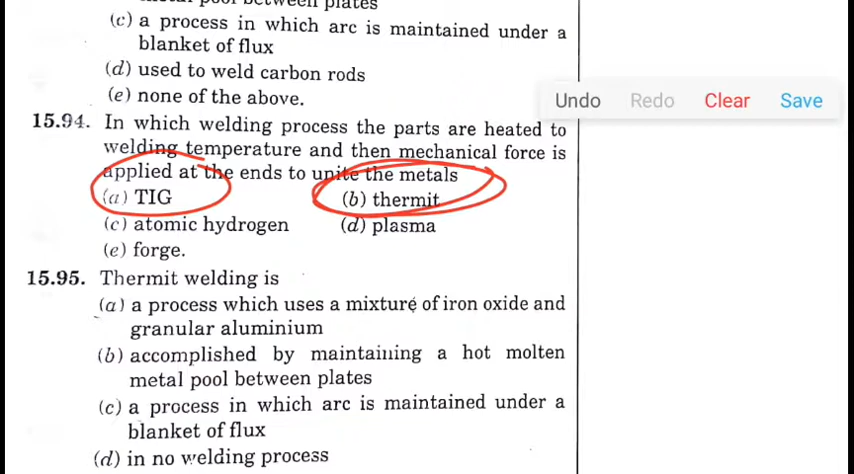 metal pool between plates
(c) a process in which arc is maintained under a
blanket of flux
(d) used to weld carbon rods
(e) none of the above.
Undo Redo Clear Save
15.94. In which welding process the parts are heated to
welding temperature and then mechanical force is
applied at the ends to unite the metals
(a) TIG (b) thermit
(c) atomic hydrogen (d) plasma
(e) forge.
15.95. Thermit welding is
(a) a process which uses a mixture of iron oxide and
granular aluminium
(b) accomplished by maintaining a hot molten
metal pool between plates
(c) a process in which arc is maintained under a
blanket of flux
(d) in no welding process